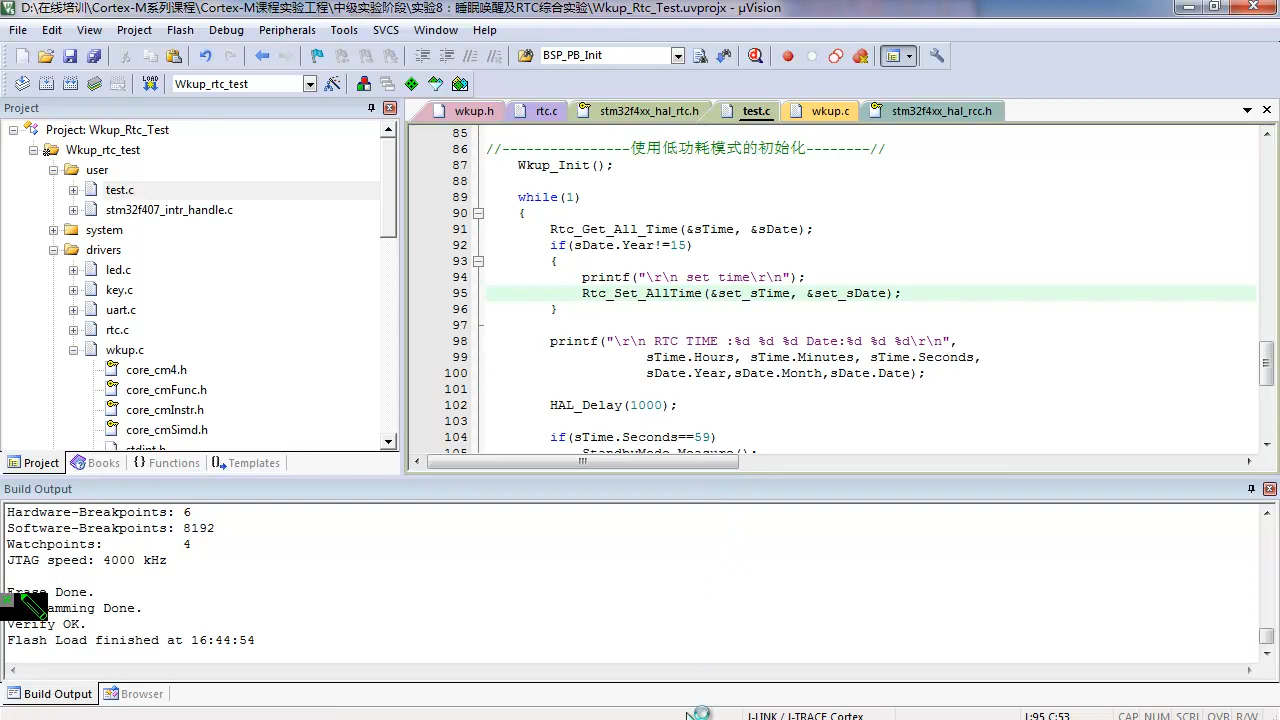 D:\在线培训\Cortex-M系列课程\Cortex-M课程实验工程\中级实验阶段\实验8：睡眠唤醒及RTC综合实验\Wkup_Rtc_Test.uvprojx - µVision
File Edit View Project Flash Debug Peripherals Tools SVCS Window Help
BSP_PB_Init
LOAD Wkup_rtc_test
Project
wkup.h rtc.c stm32f4xx_hal_rtc.h test.c wkup.c stm32f4xx_hal_rcc.h
Project: Wkup_Rtc_Test
Wkup_rtc_test
user
test.c
stm32f407_intr_handle.c
system
drivers
led.c
key.c
uart.c
rtc.c
wkup.c
core_cm4.h
core_cmFunc.h
core_cmInstr.h
core_cmSimd.h
stdint.h
Project Books Functions Templates
85
86 //----------------使用低功耗模式的初始化--------//
87 Wkup_Init();
88
89 while(1)
90 {
91 Rtc_Get_All_Time(&sTime, &sDate);
92 if(sDate.Year!=15)
93 {
94 printf("\r\n set time\r\n");
95 Rtc_Set_AllTime(&set_sTime, &set_sDate);
96 }
97
98 printf("\r\n RTC TIME :%d %d %d Date:%d %d %d\r\n",
99 sTime.Hours, sTime.Minutes, sTime.Seconds,
100 sDate.Year,sDate.Month,sDate.Date);
101
102 HAL_Delay(1000);
103
104 if(sTime.Seconds==59)
105 StandbyMode_Measure();
Build Output
Hardware-Breakpoints: 6
Software-Breakpoints: 8192
Watchpoints: 4
JTAG speed: 4000 kHz
Erase Done.
amming Done.
Verify OK.
Flash Load finished at 16:44:54
Build Output Browser
J-LINK / J-TRACE Cortex L:95 C:53 CAP NUM SCRL OVR R/W